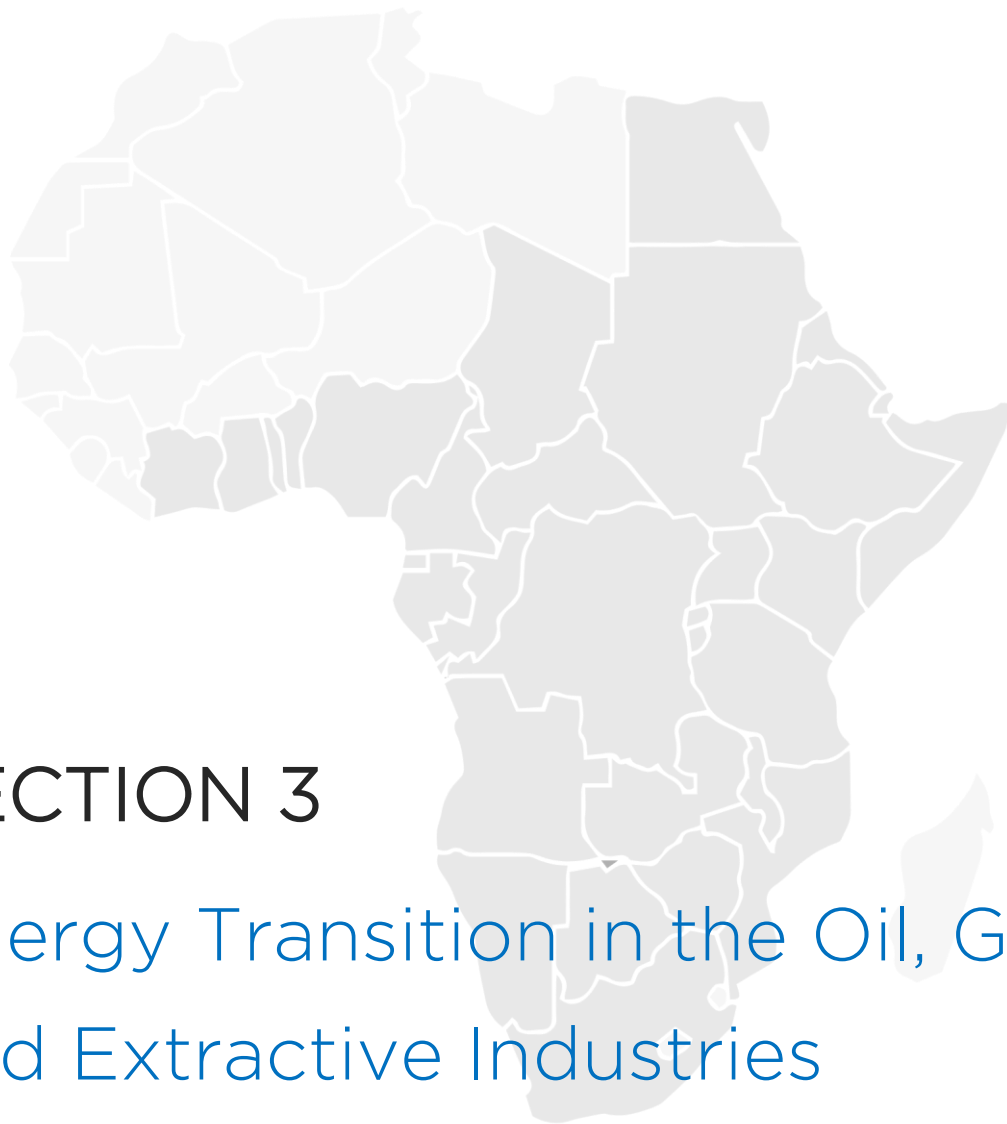 ECTION 3
ergy Transition in the Oil, G
d Extractive Industries